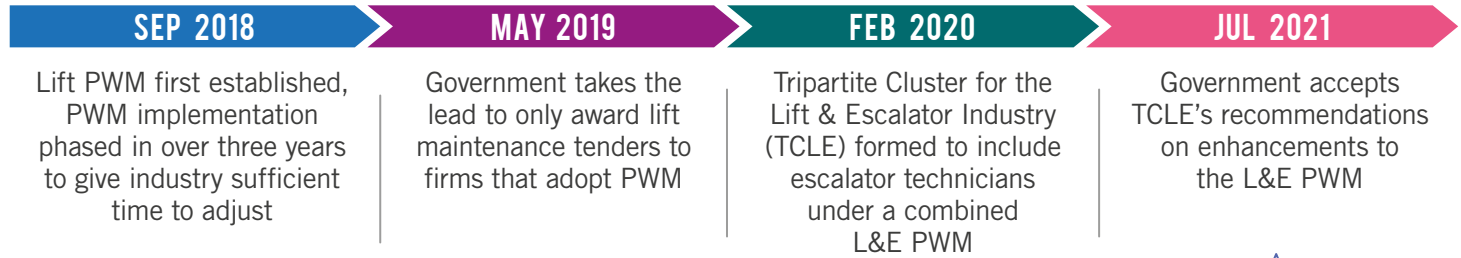 SEP 2018
Lift PWM first established,
PWM implementation
phased in over three years
to give industry sufficient
time to adjust
MAY 2019
Government takes the
lead to only award lift
maintenance tenders to
firms that adopt PWM
FEB 2020
Tripartite Cluster for the
Lift & Escalator Industry
(TCLE) formed to include
escalator technicians
under a combined
L&E PWM
JUL 2021
Government accepts
TCLE's recommendations
on enhancements to
the L&E PWM